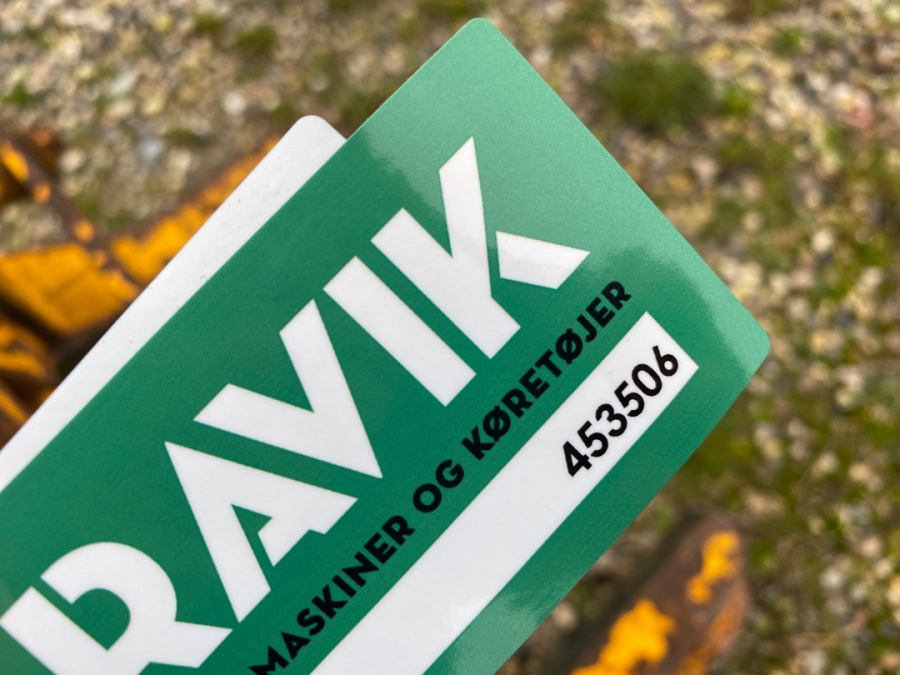 RAVIK
MASKINER OG KØRETØJER
453506